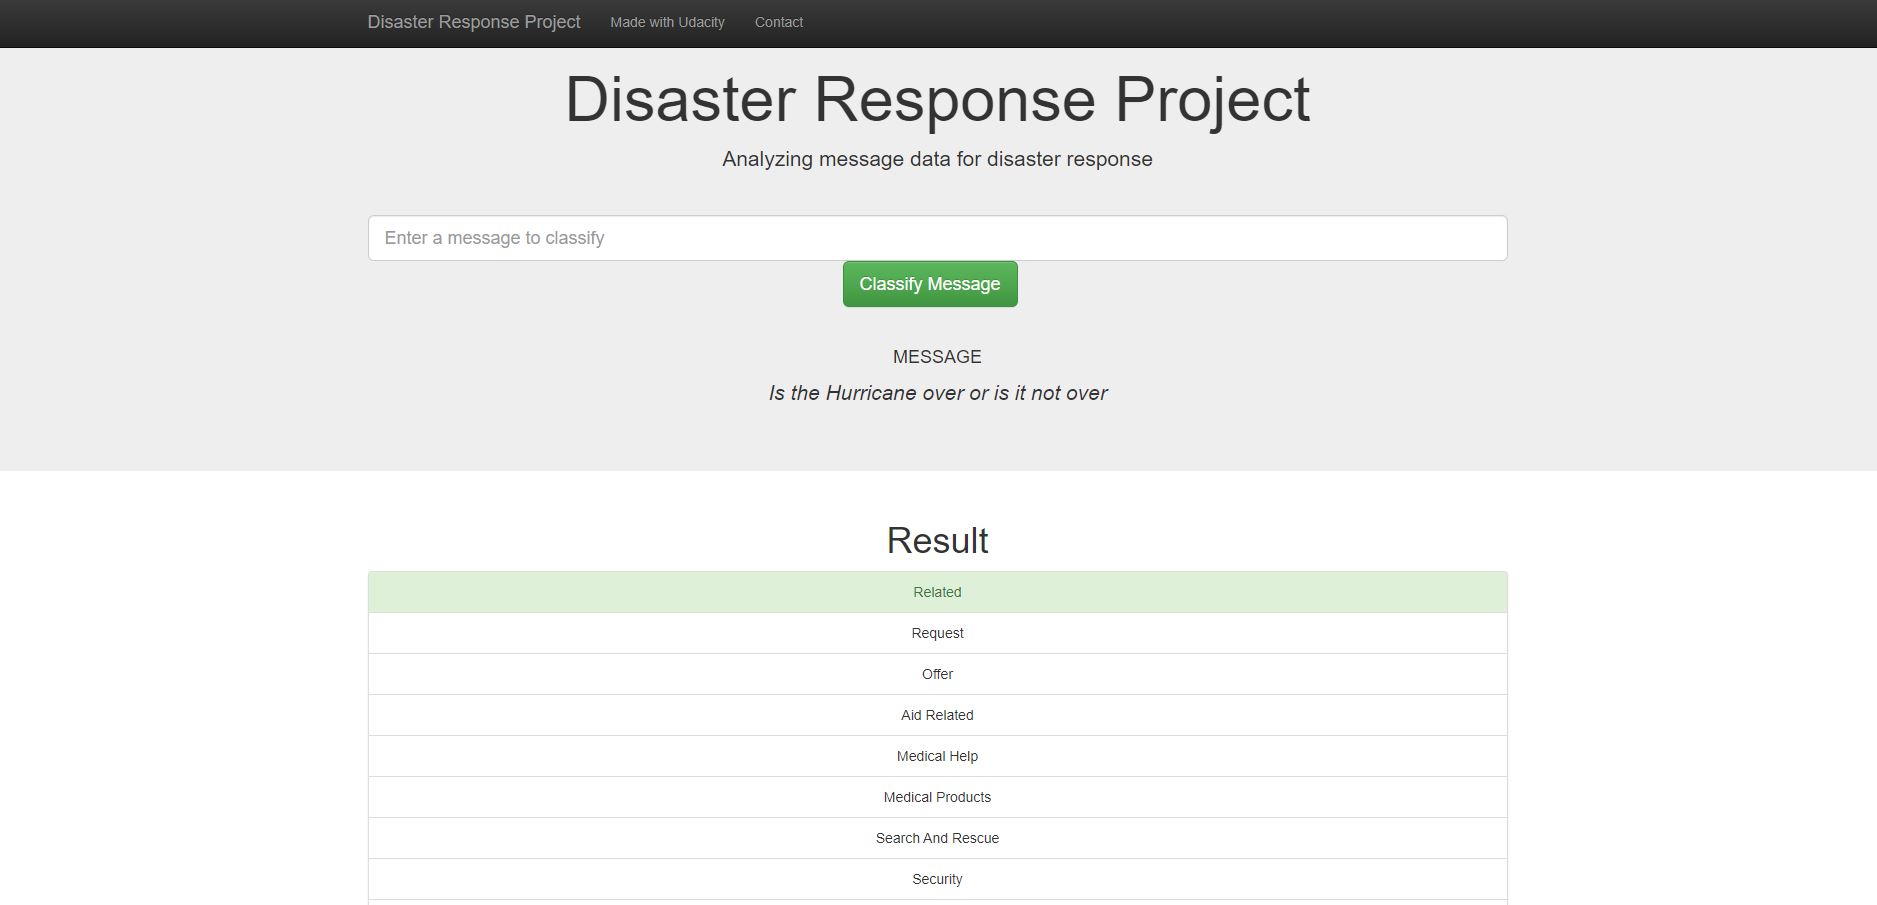 Disaster Response Project Made with Udacity Contact
Disaster Response Project
Analyzing message data for disaster response
Enter a message to classify
Classify Message
MESSAGE
Is the Hurricane over or is it not over
Result
Related
Request
Offer
Aid Related
Medical Help
Medical Products
Search And Rescue
Security